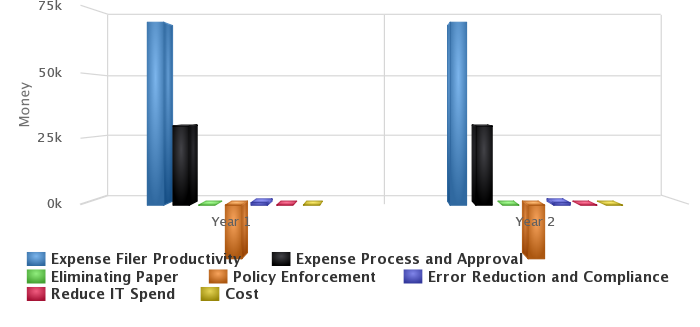 75k
50k
25k
0k
Money
Year 1
Year 2
Expense Filer Productivity
Expense Process and Approval
Eliminating Paper
Policy Enforcement
Error Reduction and Compliance
Reduce IT Spend
Cost